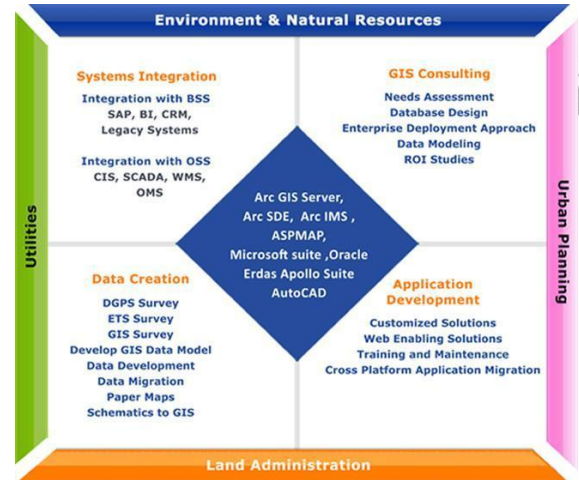 Environment & Natural Resources
Systems Integration
Integration with BSS
SAP, BI, CRM,
Legacy Systems
Integration with OSS
CIS, SCADA, WMS,
OMS
GIS Consulting
Needs Assessment
Database Design
Enterprise Deployment Approach
Data Modeling
ROI Studies
Utilities
Arc GIS Server,
Arc SDE, Arc IMS ,
ASPMAP,
Microsoft suite ,Oracle
Erdas Apollo Suite
AutoCAD
Urban Planning
Data Creation
DGPS Survey
ETS Survey
GIS Survey
Develop GIS Data Model
Data Development
Data Migration
Paper Maps
Schematics to GIS
Application
Development
Customized Solutions
Web Enabling Solutions
Training and Maintenance
Cross Platform Application Migration
Land Administration